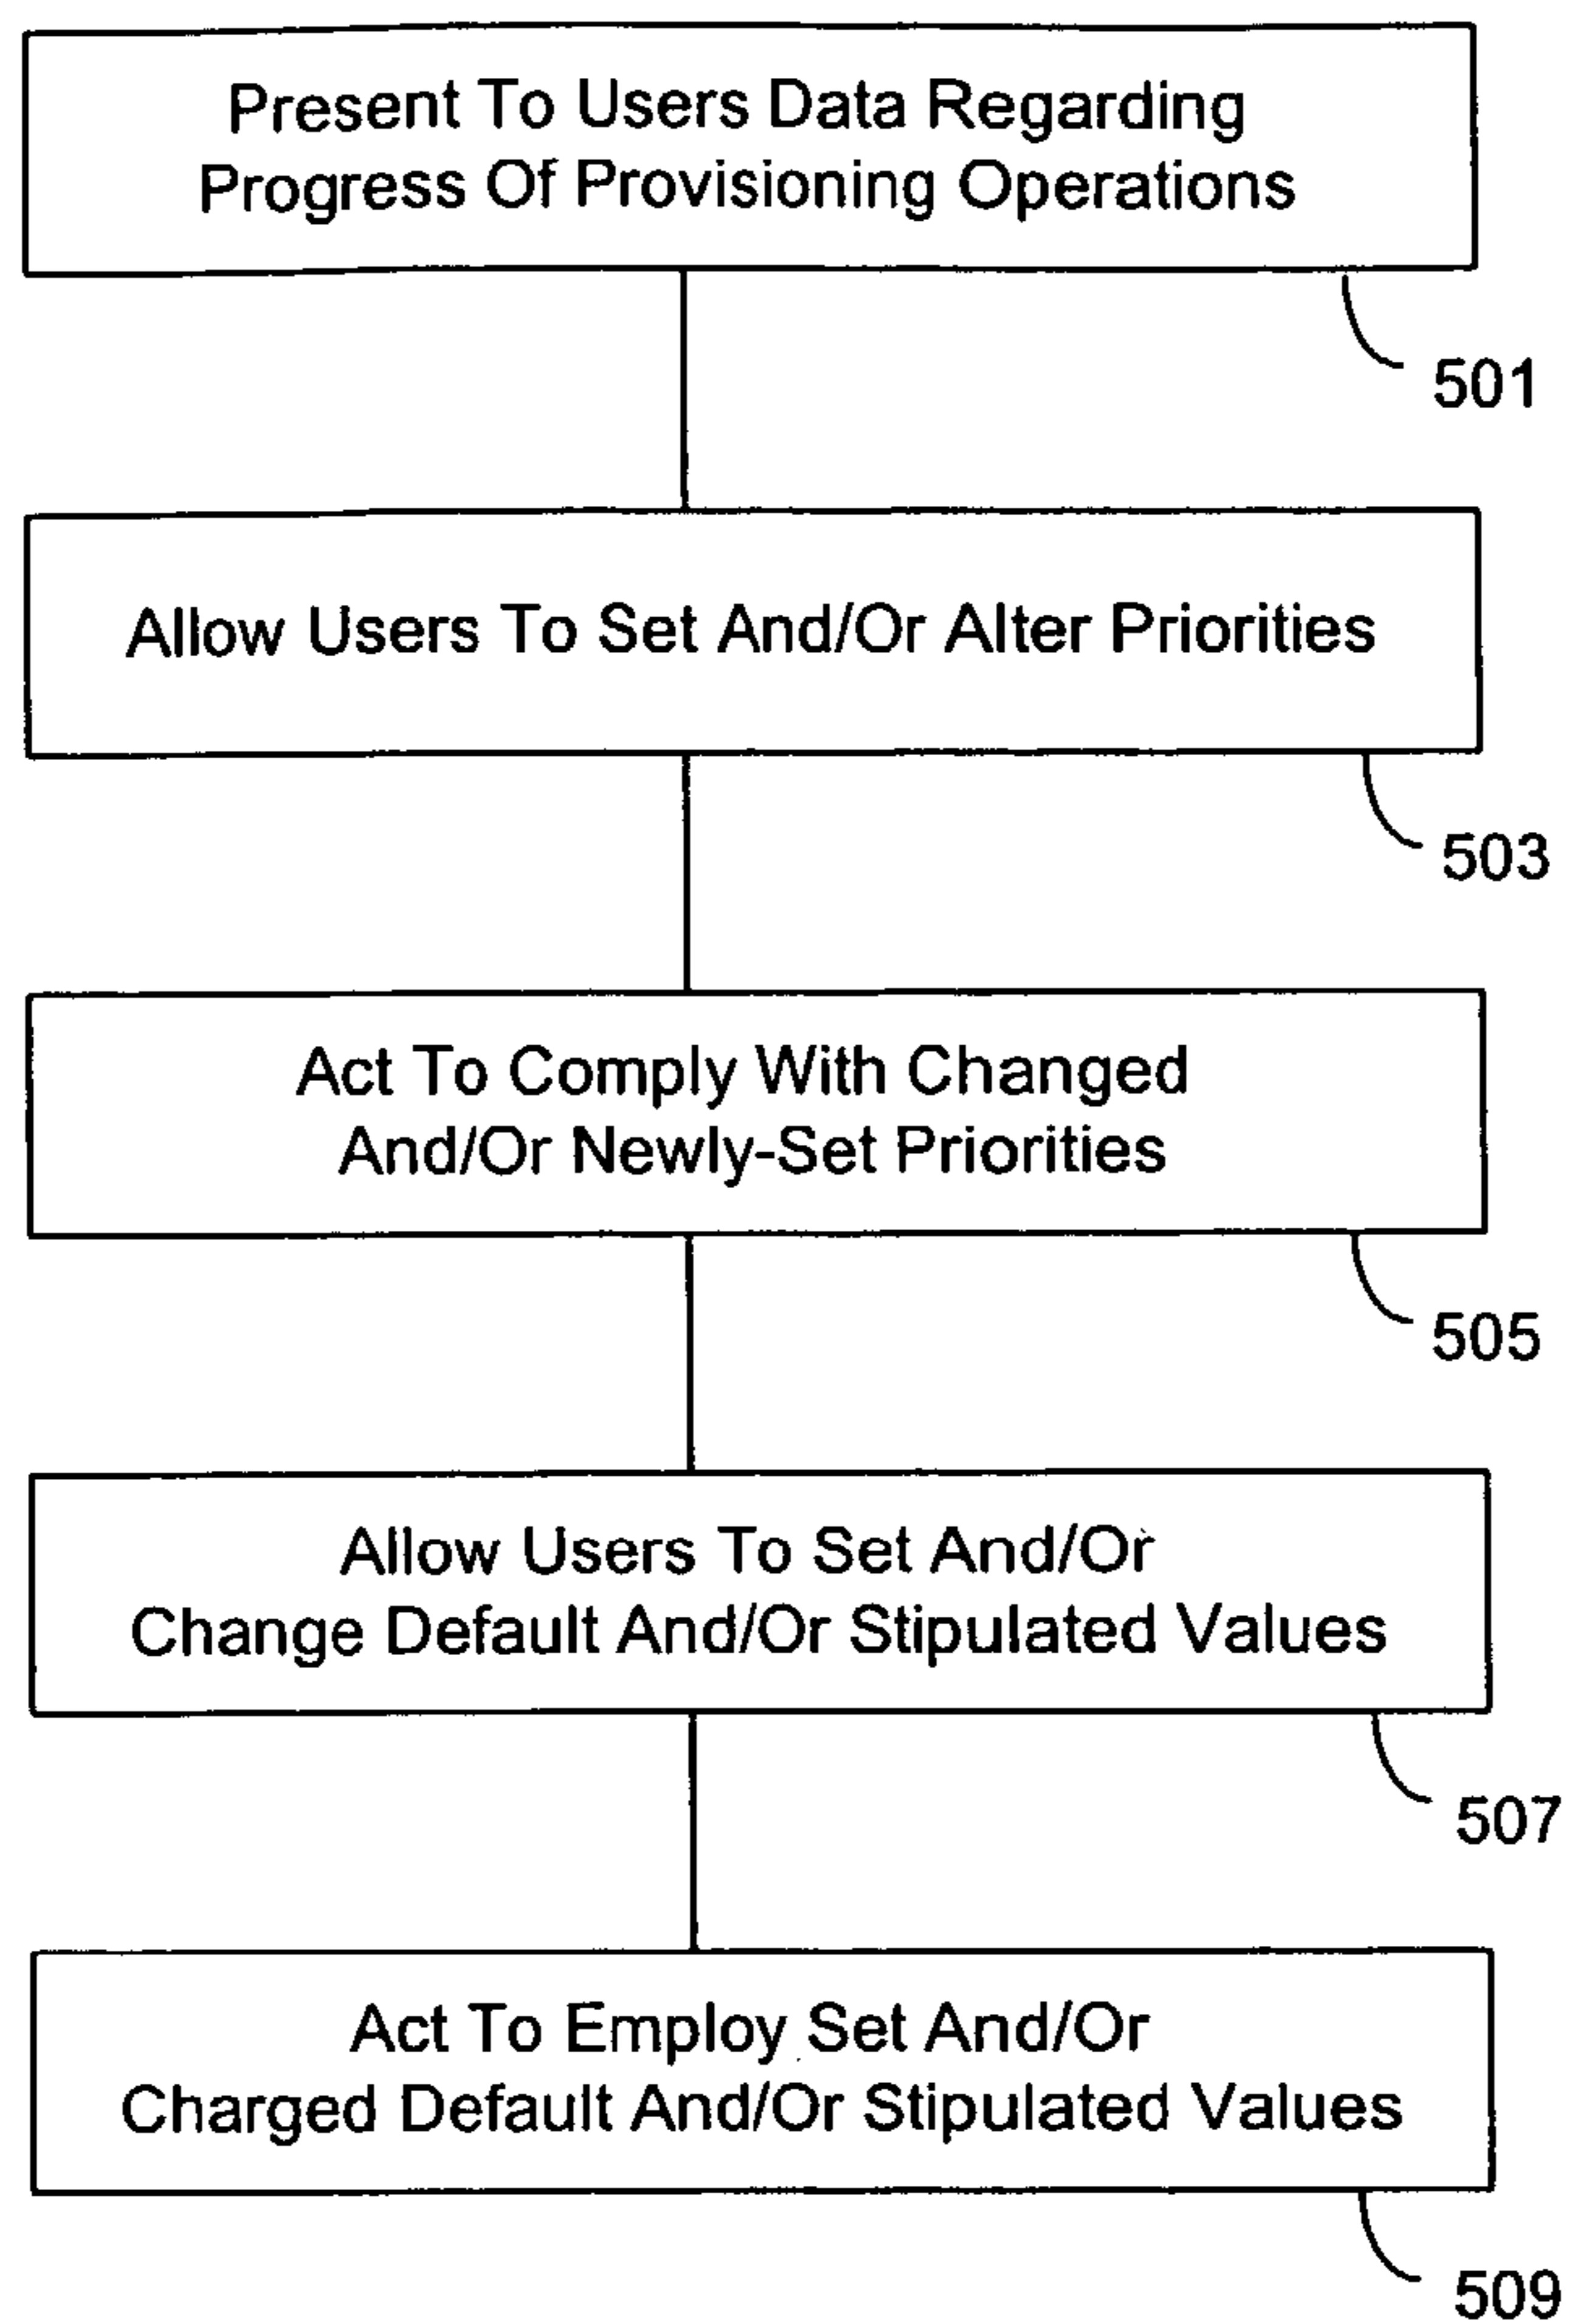 Present To Users Data Regarding
Progress Of Provisioning Operations
501
Allow Users To Set And/Or Alter Priorities
503
Act To Comply With Changed
And/Or Newly-Set Priorities
505
Allow Users To Set And/Or
Change Default And/Or Stipulated Values
507
Act To Employ Set And/Or
Charged Default And/Or Stipulated Values
509